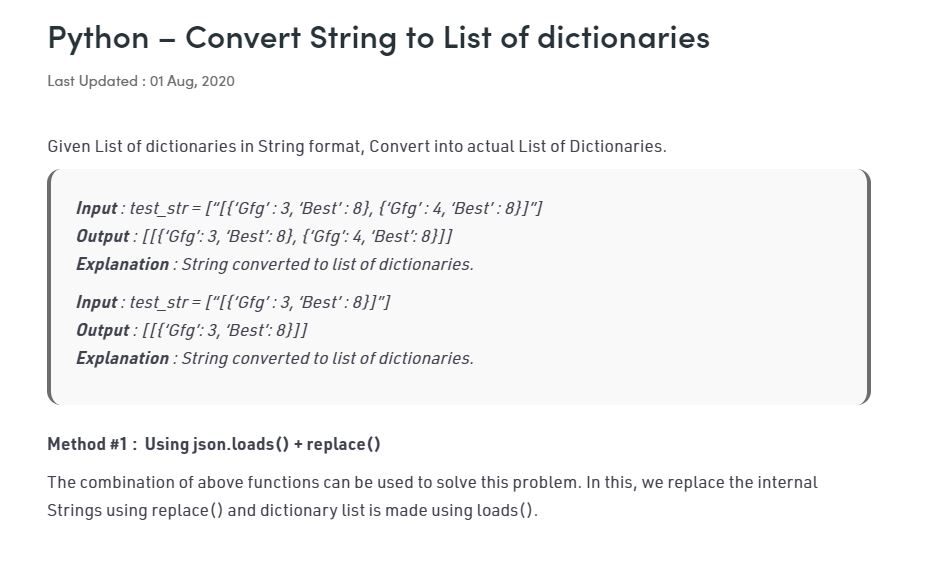 Python – Convert String to List of dictionaries
Last Updated : 01 Aug, 2020
Given List of dictionaries in String format, Convert into actual List of Dictionaries.
Input : test_str = [“[{‘Gfg’ : 3, ‘Best’ : 8}, {‘Gfg’ : 4, ‘Best’ : 8}]”]
Output : [[{‘Gfg’: 3, ‘Best’: 8}, {‘Gfg’: 4, ‘Best’: 8}]]
Explanation : String converted to list of dictionaries.
Input : test_str = [“[{‘Gfg’ : 3, ‘Best’ : 8}]”]
Output : [[{‘Gfg’: 3, ‘Best’: 8}]]
Explanation : String converted to list of dictionaries.
Method #1 : Using json.loads() + replace()
The combination of above functions can be used to solve this problem. In this, we replace the internal
Strings using replace() and dictionary list is made using loads().